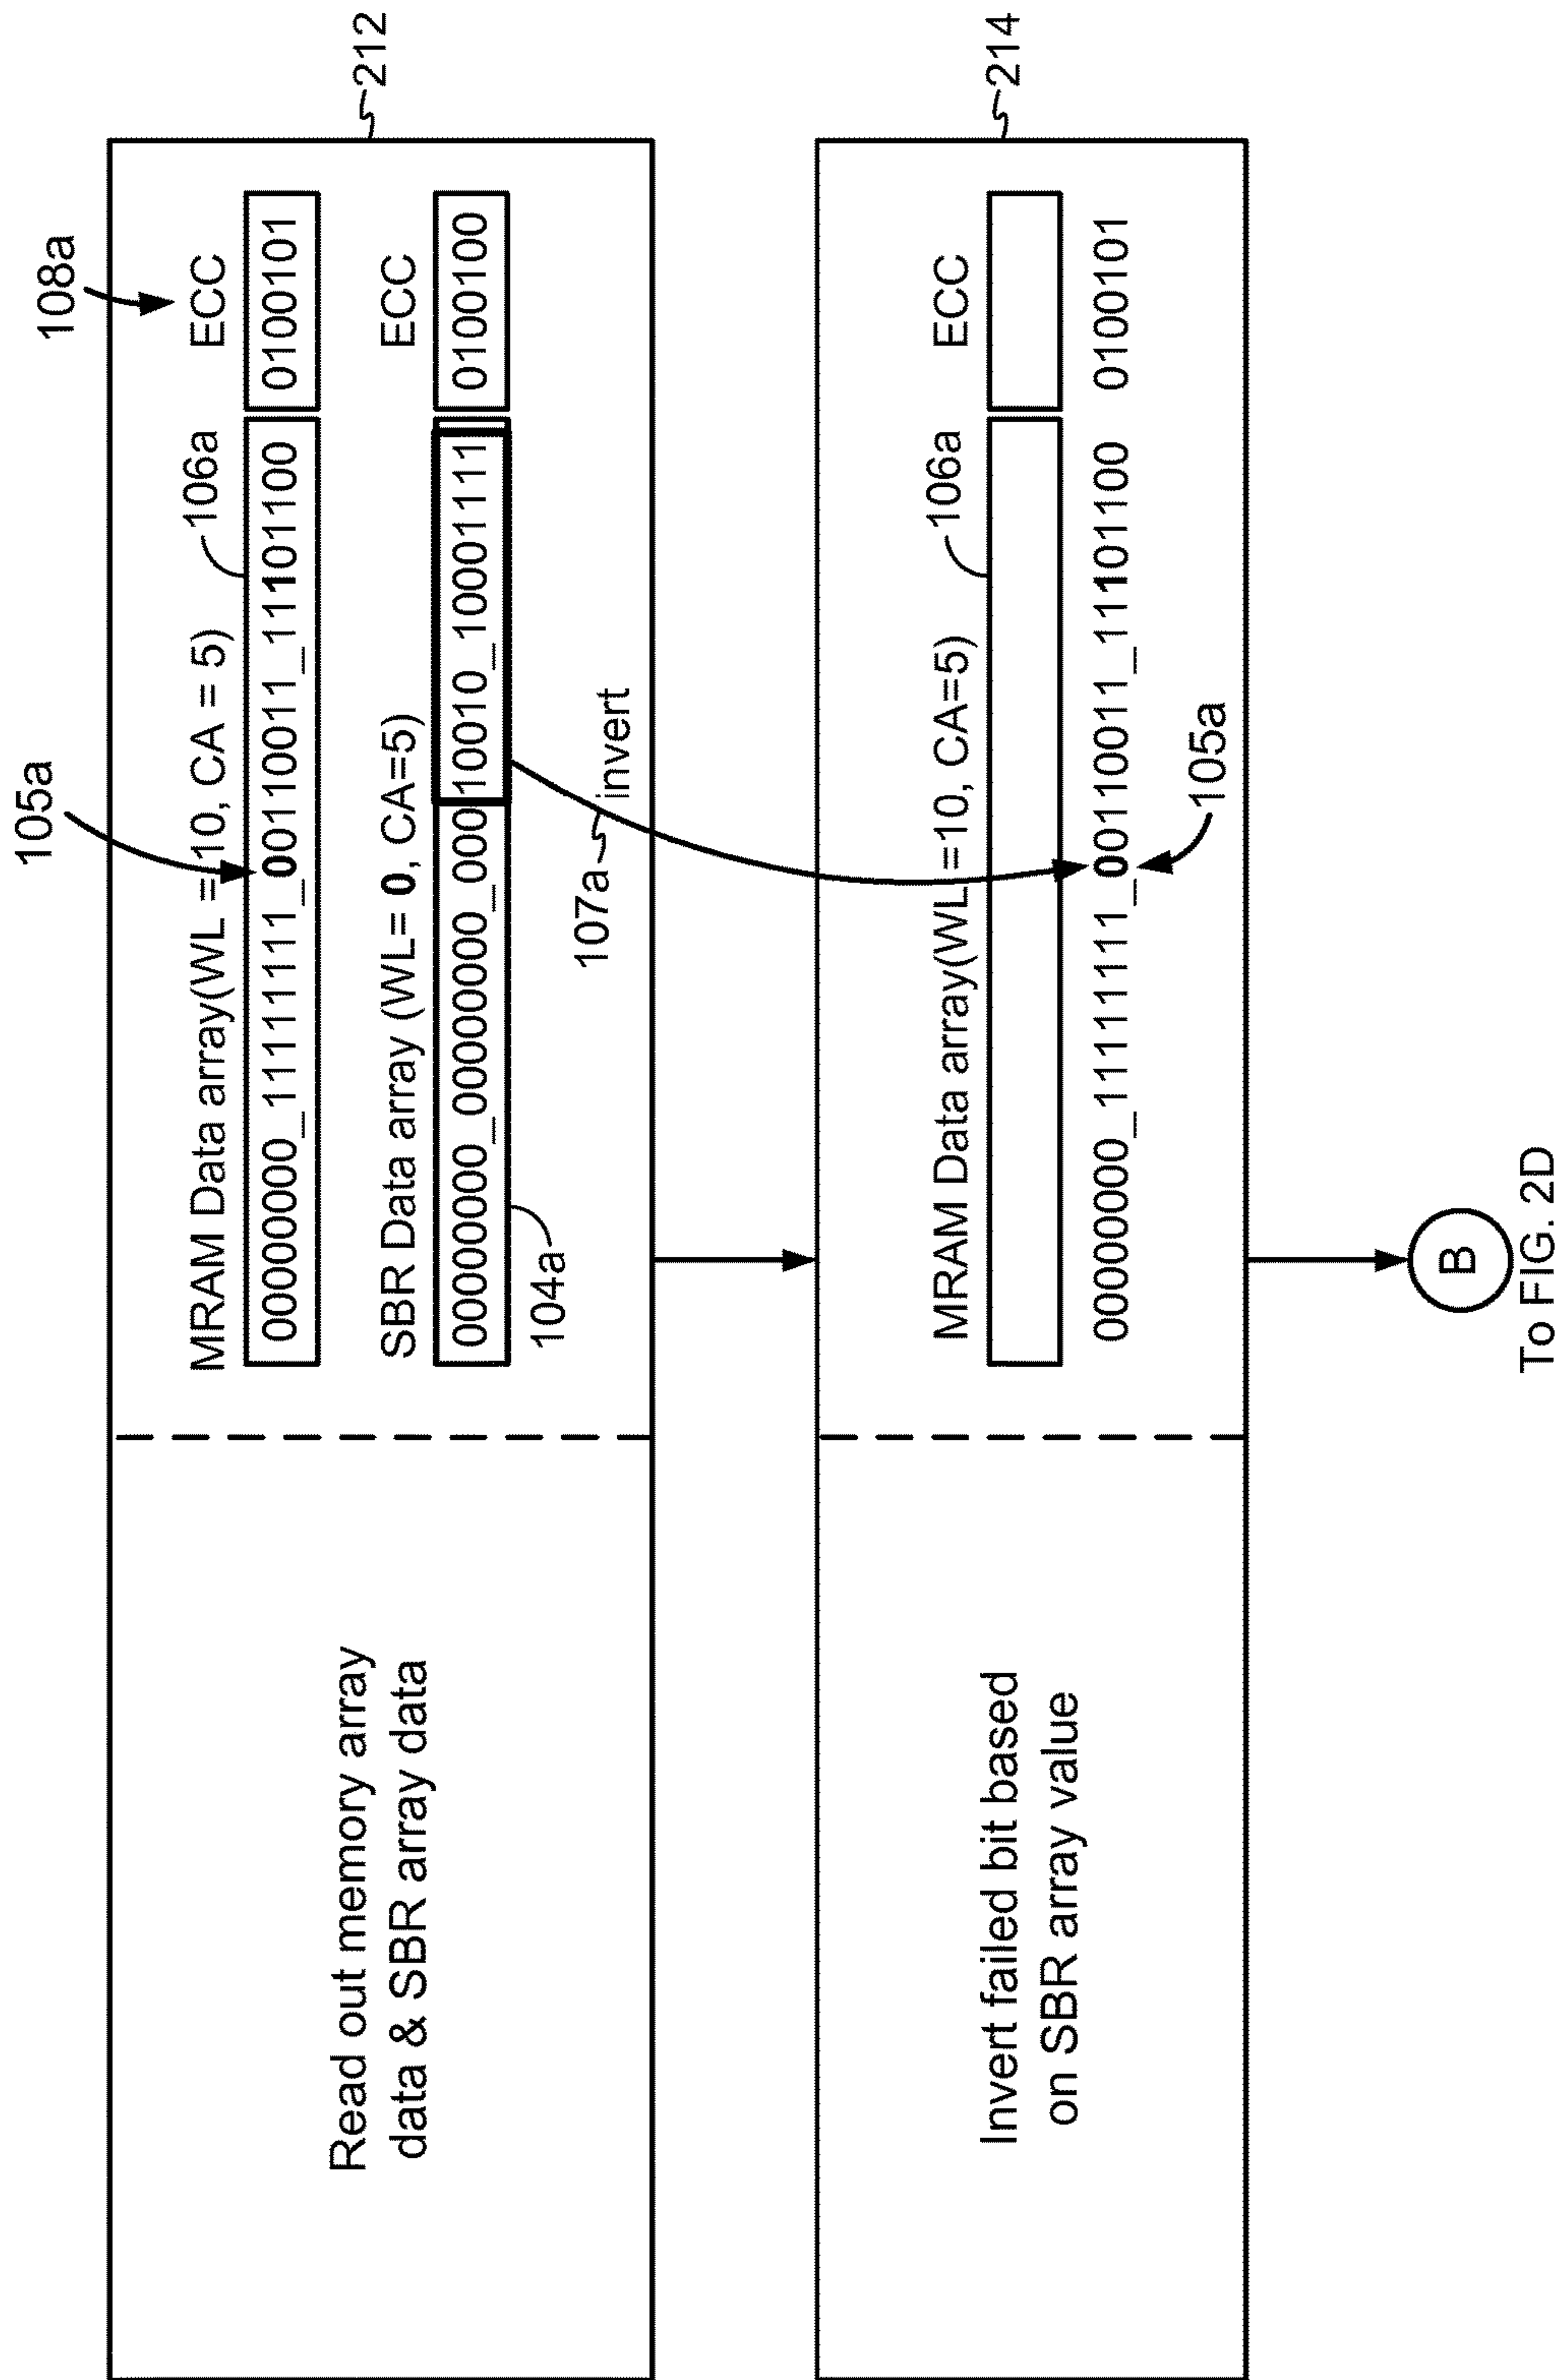 108a
105a
MRAM Data array(WL =10, CA = 5)
106a
ECC
00000000_11111111_00110011_11101100
0100101
212
Read out memory array
data & SBR array data
SBR Data array (WL= 0, CA=5)
ECC
00000000_00000000_00010010_10001111
0100100
104a
107a
invert
MRAM Data array(WL=10, CA=5)
106a
ECC
214
Invert failed bit based
on SBR array value
00000000_11111111_00110011_11101100
0100101
105a
B
To FIG. 2D